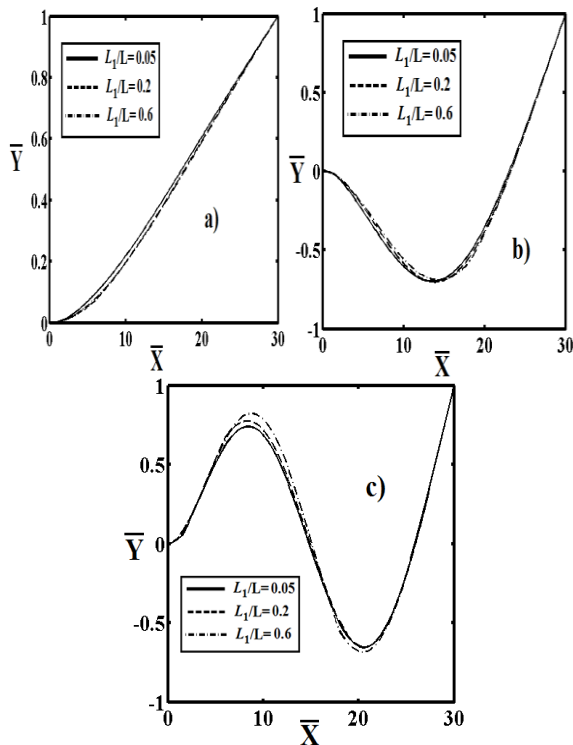 1
L₁/L= 0.05
L₁/L= 0.2
L₁/L= 0.6
0.8
0.6
Y̅
0.4
a)
0.2
0
0 10 20 30
X̅
1
L₁/L= 0.05
L₁/L= 0.2
L₁/L= 0.6
0.5
Y̅
0
-0.5
b)
-1
0 10 20 30
X̅
1
0.5
c)
Y̅
0
L₁/L= 0.05
L₁/L= 0.2
L₁/L= 0.6
-0.5
-1
0 10 20 30
X̅